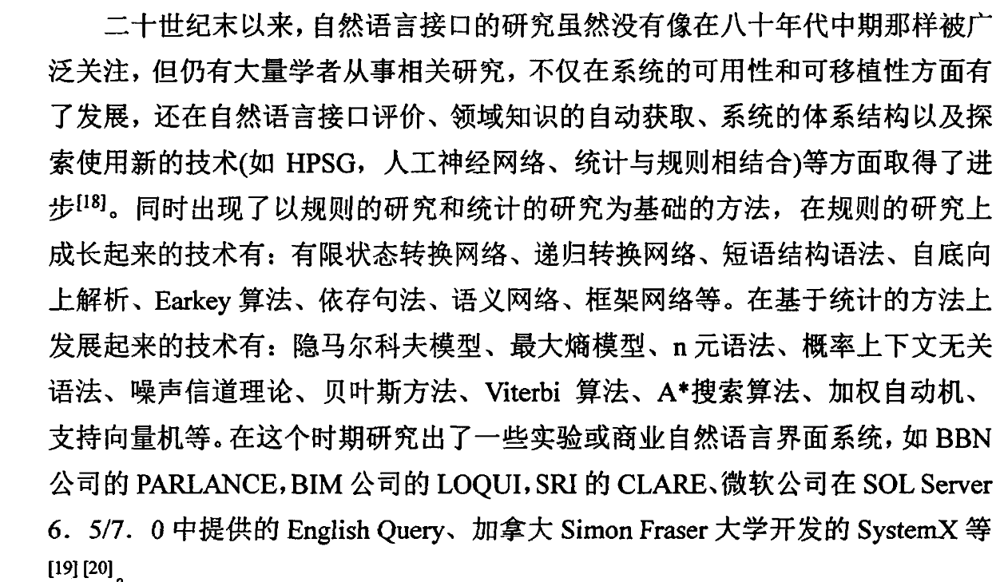 二十世纪末以来，自然语言接口的研究虽然没有像在八十年代中期那样被广
泛关注，但仍有大量学者从事相关研究，不仅在系统的可用性和可移植性方面有
了发展，还在自然语言接口评价、领域知识的自动获取、系统的体系结构以及探
索使用新的技术(如 HPSG，人工神经网络、统计与规则相结合)等方面取得了进
步[18]。同时出现了以规则的研究和统计的研究为基础的方法，在规则的研究上
成长起来的技术有：有限状态转换网络、递归转换网络、短语结构语法、自底向
上解析、Earkey 算法、依存句法、语义网络、框架网络等。在基于统计的方法上
发展起来的技术有：隐马尔科夫模型、最大熵模型、n 元语法、概率上下文无关
语法、噪声信道理论、贝叶斯方法、Viterbi 算法、A*搜索算法、加权自动机、
支持向量机等。在这个时期研究出了一些实验或商业自然语言界面系统，如 BBN
公司的 PARLANCE，BIM 公司的 LOQUI，SRI 的 CLARE、微软公司在 SOL Server
6．5/7．0 中提供的 English Query、加拿大 Simon Fraser 大学开发的 SystemX 等
[19] [20]。